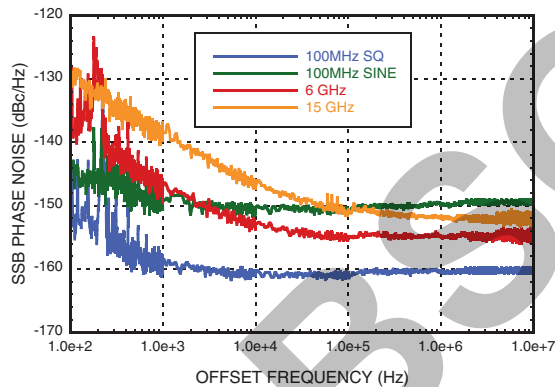 -120
-130
-140
-150
-160
-170
SSB PHASE NOISE (dBc/Hz)
100MHz SQ
100MHz SINE
6 GHz
15 GHz
1.0e+2 1.0e+3 1.0e+4 1.0e+5 1.0e+6 1.0e+7
OFFSET FREQUENCY (Hz)
BSO